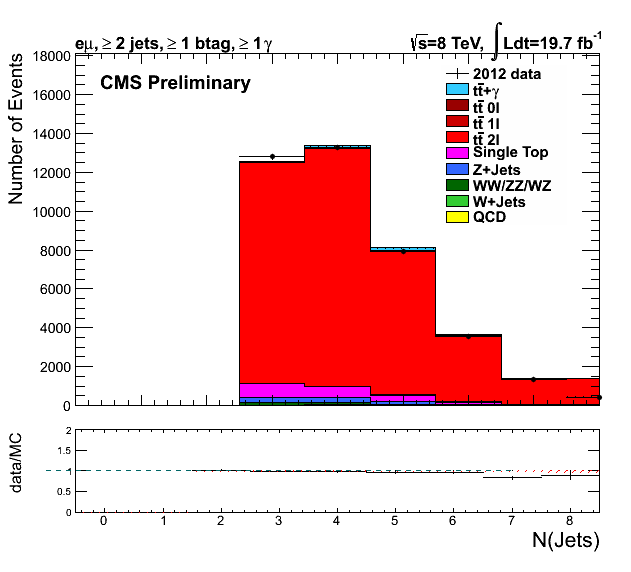 eμ, ≥ 2 jets, ≥ 1 btag, ≥ 1γ
√s=8 TeV, ∫ Ldt=19.7 fb⁻¹
CMS Preliminary
Number of Events
18000
16000
14000
12000
10000
8000
6000
4000
2000
0
2012 data
tt̄+γ
tt̄ 0l
tt̄ 1l
tt̄ 2l
Single Top
Z+Jets
WW/ZZ/WZ
W+Jets
QCD
data/MC
2
1.5
1
0.5
0
0 1 2 3 4 5 6 7 8
N(Jets)